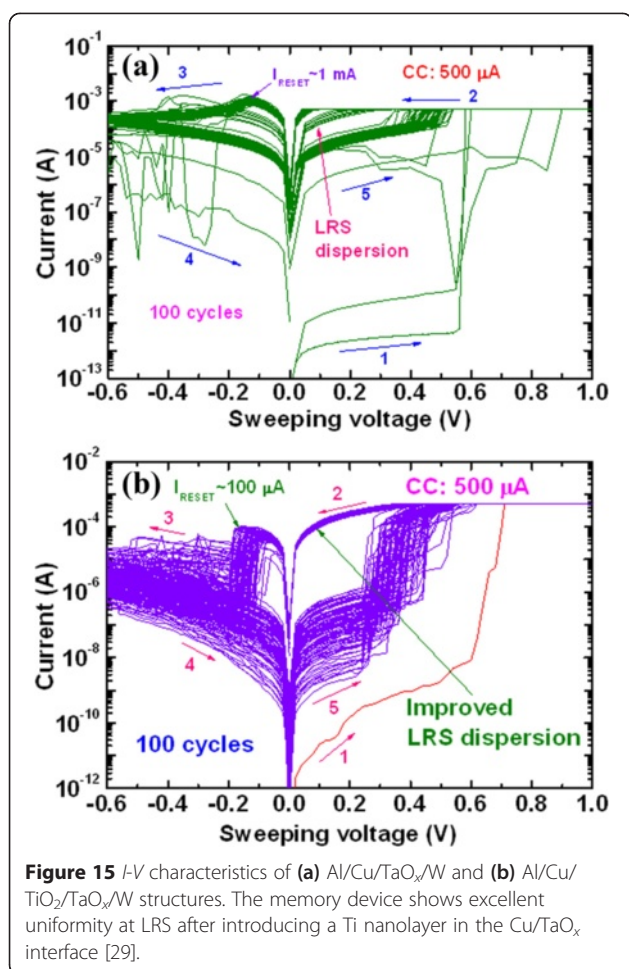 (a)
3
I_RESET~1 mA
CC: 500 µA
2
5
LRS
dispersion
4
100 cycles
1
Current (A)
10^-1
10^-3
10^-5
10^-7
10^-9
10^-11
10^-13
-0.6 -0.4 -0.2 0.0 0.2 0.4 0.6 0.8 1.0
Sweeping voltage (V)
(b)
I_RESET~100 µA
2
CC: 500 µA
3
4
5
Improved
LRS dispersion
100 cycles
1
Current (A)
10^-2
10^-4
10^-6
10^-8
10^-10
10^-12
-0.6 -0.4 -0.2 0.0 0.2 0.4 0.6 0.8 1.0
Sweeping voltage (V)
Figure 15 I-V characteristics of (a) Al/Cu/TaOₓ/W and (b) Al/Cu/
TiO₂/TaOₓ/W structures. The memory device shows excellent
uniformity at LRS after introducing a Ti nanolayer in the Cu/TaOₓ
interface [29].